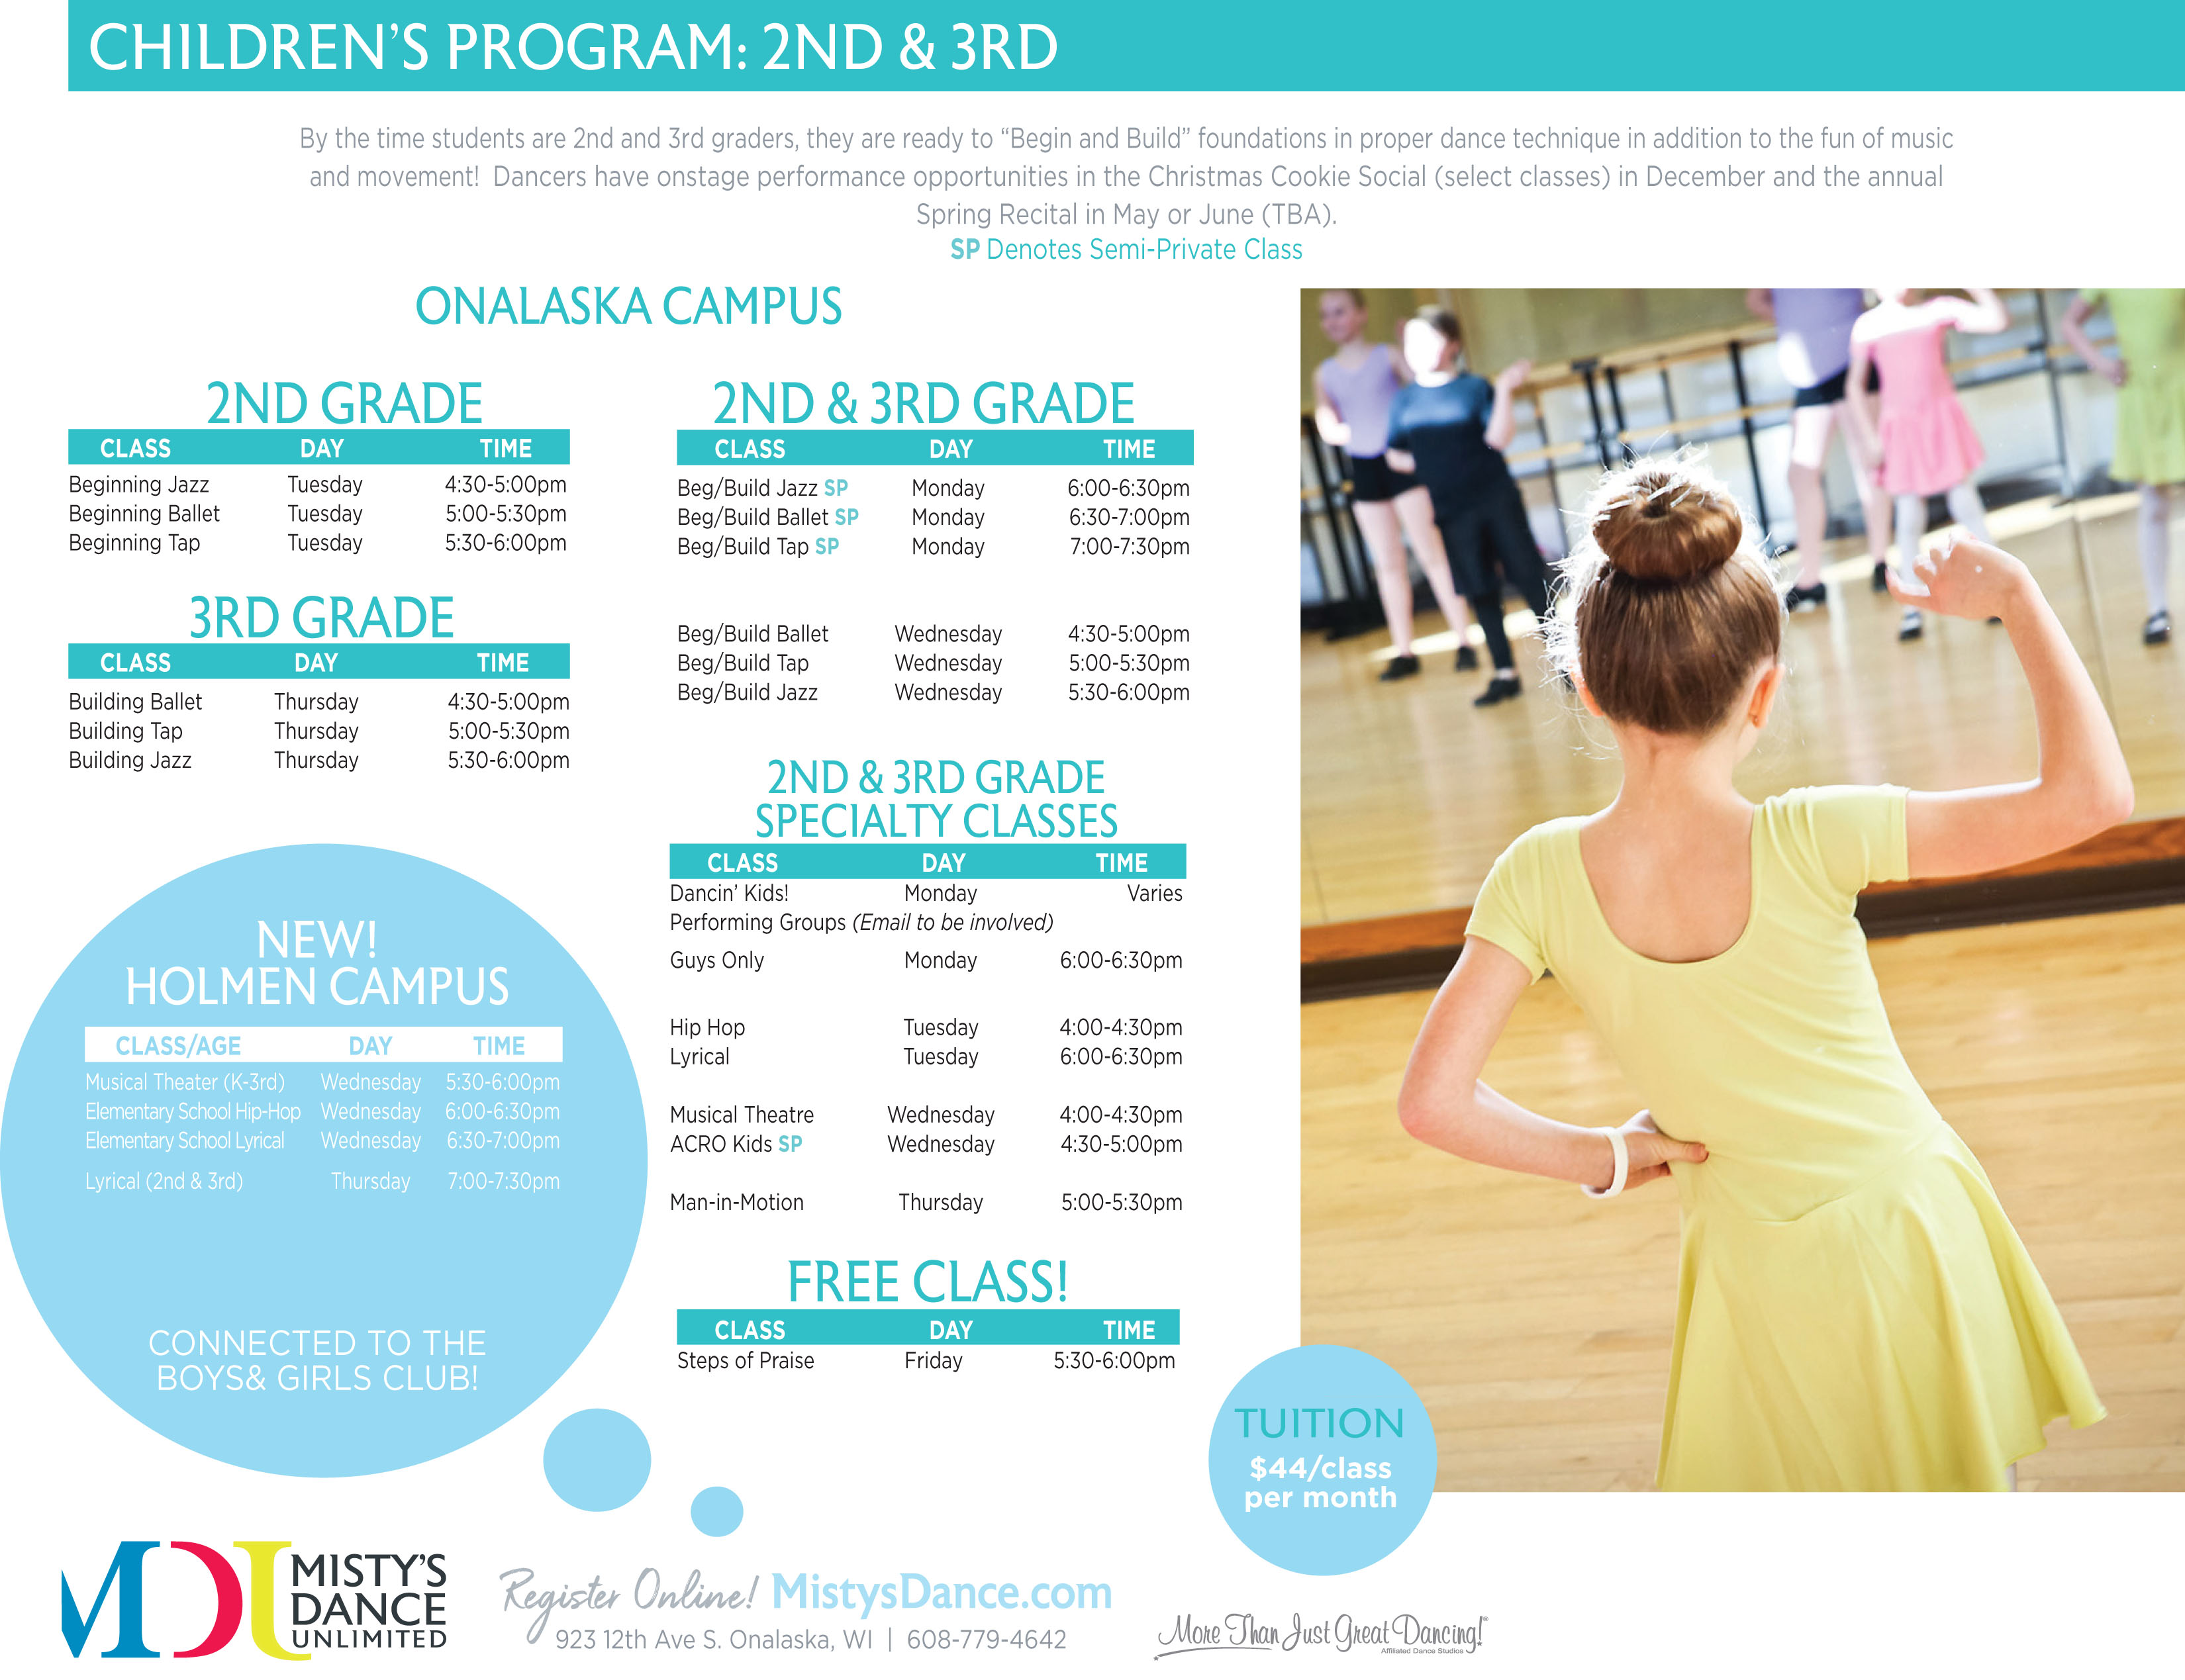 CHILDREN'S PROGRAM: 2ND & 3RD
By the time students are 2nd and 3rd graders, they are ready to “Begin and Build” foundations in proper dance technique in addition to the fun of music
and movement! Dancers have onstage performance opportunities in the Christmas Cookie Social (select classes) in December and the annual
Spring Recital in May or June (TBA).
SP Denotes Semi-Private Class
ONALASKA CAMPUS
2ND GRADE
CLASS DAY TIME
Beginning Jazz Tuesday 4:30-5:00pm
Beginning Ballet Tuesday 5:00-5:30pm
Beginning Tap Tuesday 5:30-6:00pm
3RD GRADE
CLASS DAY TIME
Building Ballet Thursday 4:30-5:00pm
Building Tap Thursday 5:00-5:30pm
Building Jazz Thursday 5:30-6:00pm
2ND & 3RD GRADE
CLASS DAY TIME
Beg/Build Jazz SP Monday 6:00-6:30pm
Beg/Build Ballet SP Monday 6:30-7:00pm
Beg/Build Tap SP Monday 7:00-7:30pm
Beg/Build Ballet Wednesday 4:30-5:00pm
Beg/Build Tap Wednesday 5:00-5:30pm
Beg/Build Jazz Wednesday 5:30-6:00pm
2ND & 3RD GRADE
SPECIALTY CLASSES
CLASS DAY TIME
Dancin' Kids! Monday Varies
Performing Groups (Email to be involved)
Guys Only Monday 6:00-6:30pm
Hip Hop Tuesday 4:00-4:30pm
Lyrical Tuesday 6:00-6:30pm
Musical Theatre Wednesday 4:00-4:30pm
ACRO Kids SP Wednesday 4:30-5:00pm
Man-in-Motion Thursday 5:00-5:30pm
FREE CLASS!
CLASS DAY TIME
Steps of Praise Friday 5:30-6:00pm
NEW!
HOLMEN CAMPUS
CLASS/AGE DAY TIME
Musical Theater (K-3rd) Wednesday 5:30-6:00pm
Elementary School Hip-Hop Wednesday 6:00-6:30pm
Elementary School Lyrical Wednesday 6:30-7:00pm
Lyrical (2nd & 3rd) Thursday 7:00-7:30pm
CONNECTED TO THE
BOYS& GIRLS CLUB!
TUITION
$44/class
per month
MDU
MISTY'S
DANCE
UNLIMITED
Register Online! MistysDance.com
923 12th Ave S. Onalaska, WI | 608-779-4642
More Than Just Great Dancing!®
Affiliated Dance Studios